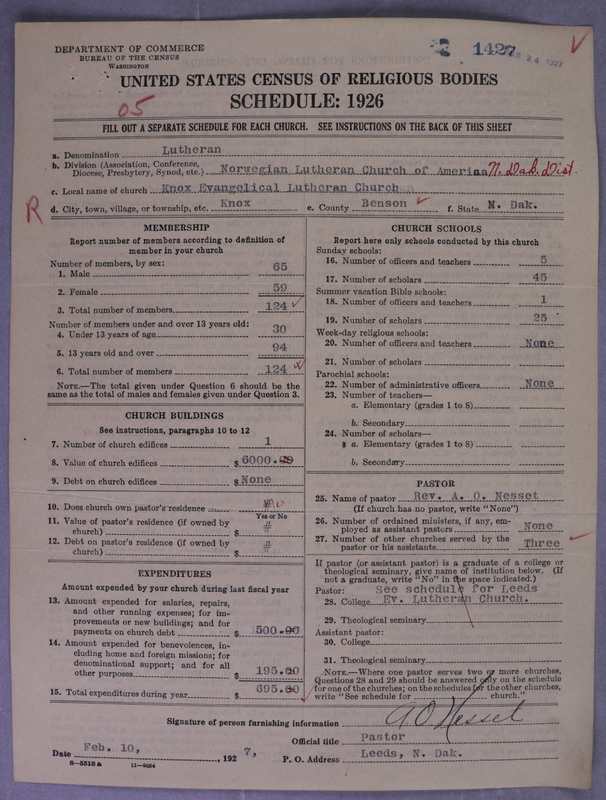 DEPARTMENT OF COMMERCE
BUREAU OF THE CENSUS
WASHINGTON
1427
24 1927
UNITED STATES CENSUS OF RELIGIOUS BODIES
SCHEDULE: 1926
05
FILL OUT A SEPARATE SCHEDULE FOR EACH CHURCH. SEE INSTRUCTIONS ON THE BACK OF THIS SHEET
a. Denomination Lutheran
b. Division (Association, Conference, Diocese, Presbytery, Synod, etc.) Norwegian Lutheran Church of America N. Dak. Dist.
c. Local name of church Knox Evangelical Lutheran Church
R
d. City, town, village, or township, etc. Knox e. County Benson f. State N. Dak.
MEMBERSHIP
Report number of members according to definition of
member in your church
Number of members, by sex:
1. Male 65
2. Female 59
3. Total number of members 124
Number of members under and over 13 years old:
4. Under 13 years of age 30
5. 13 years old and over 94
6. Total number of members 124
NOTE.—The total given under Question 6 should be
same as the total of males and females given under Question 3.
CHURCH BUILDINGS
See instructions, paragraphs 10 to 12
7. Number of church edifices 1
8. Value of church edifices $6000.00
9. Debt on church edifices $None
10. Does church own pastor's residence No
Yes or No
11. Value of pastor's residence (if owned by
church) $ #
12. Debt on pastor's residence (if owned by
church) $ #
EXPENDITURES
Amount expended by your church during last fiscal year
13. Amount expended for salaries, repairs,
and other running expenses; for im-
provements or new buildings; and for
payments on church debt $500.00
14. Amount expended for benevolences, in-
cluding home and foreign missions; for
denominational support; and for all
other purposes $195.00
15. Total expenditures during year $695.00
CHURCH SCHOOLS
Report here only schools conducted by this church
Sunday schools:
16. Number of officers and teachers 5
17. Number of scholars 45
Summer vacation Bible schools:
18. Number of officers and teachers 1
19. Number of scholars 25
Week-day religious schools:
20. Number of officers and teachers None
21. Number of scholars
Parochial schools:
22. Number of administrative officers None
23. Number of teachers—
a. Elementary (grades 1 to 8)
b. Secondary
24. Number of scholars—
a. Elementary (grades 1 to 8)
b. Secondary
PASTOR
25. Name of pastor Rev. A. O. Nesset
(If church has no pastor, write "None")
26. Number of ordained ministers, if any, em-
ployed as assistant pastors None
27. Number of other churches served by the
pastor or his assistants Three
If pastor (or assistant pastor) is a graduate of a college or
theological seminary, give name of institution below. (If
not a graduate, write "No" in the space indicated.)
Pastor: See schedule for Leeds
28. College Ev. Lutheran Church.
29. Theological seminary
Assistant pastor:
30. College
31. Theological seminary
NOTE.—Where one pastor serves two or more churches,
Questions 28 and 29 should be answered only on the schedule
for one of the churches; on the schedules for the other churches,
write "See schedule for church."
Signature of person furnishing information A. O. Nesset
Official title Pastor
Date Feb. 10, 1927, P. O. Address Leeds, N. Dak.
8—5518a 11—9054